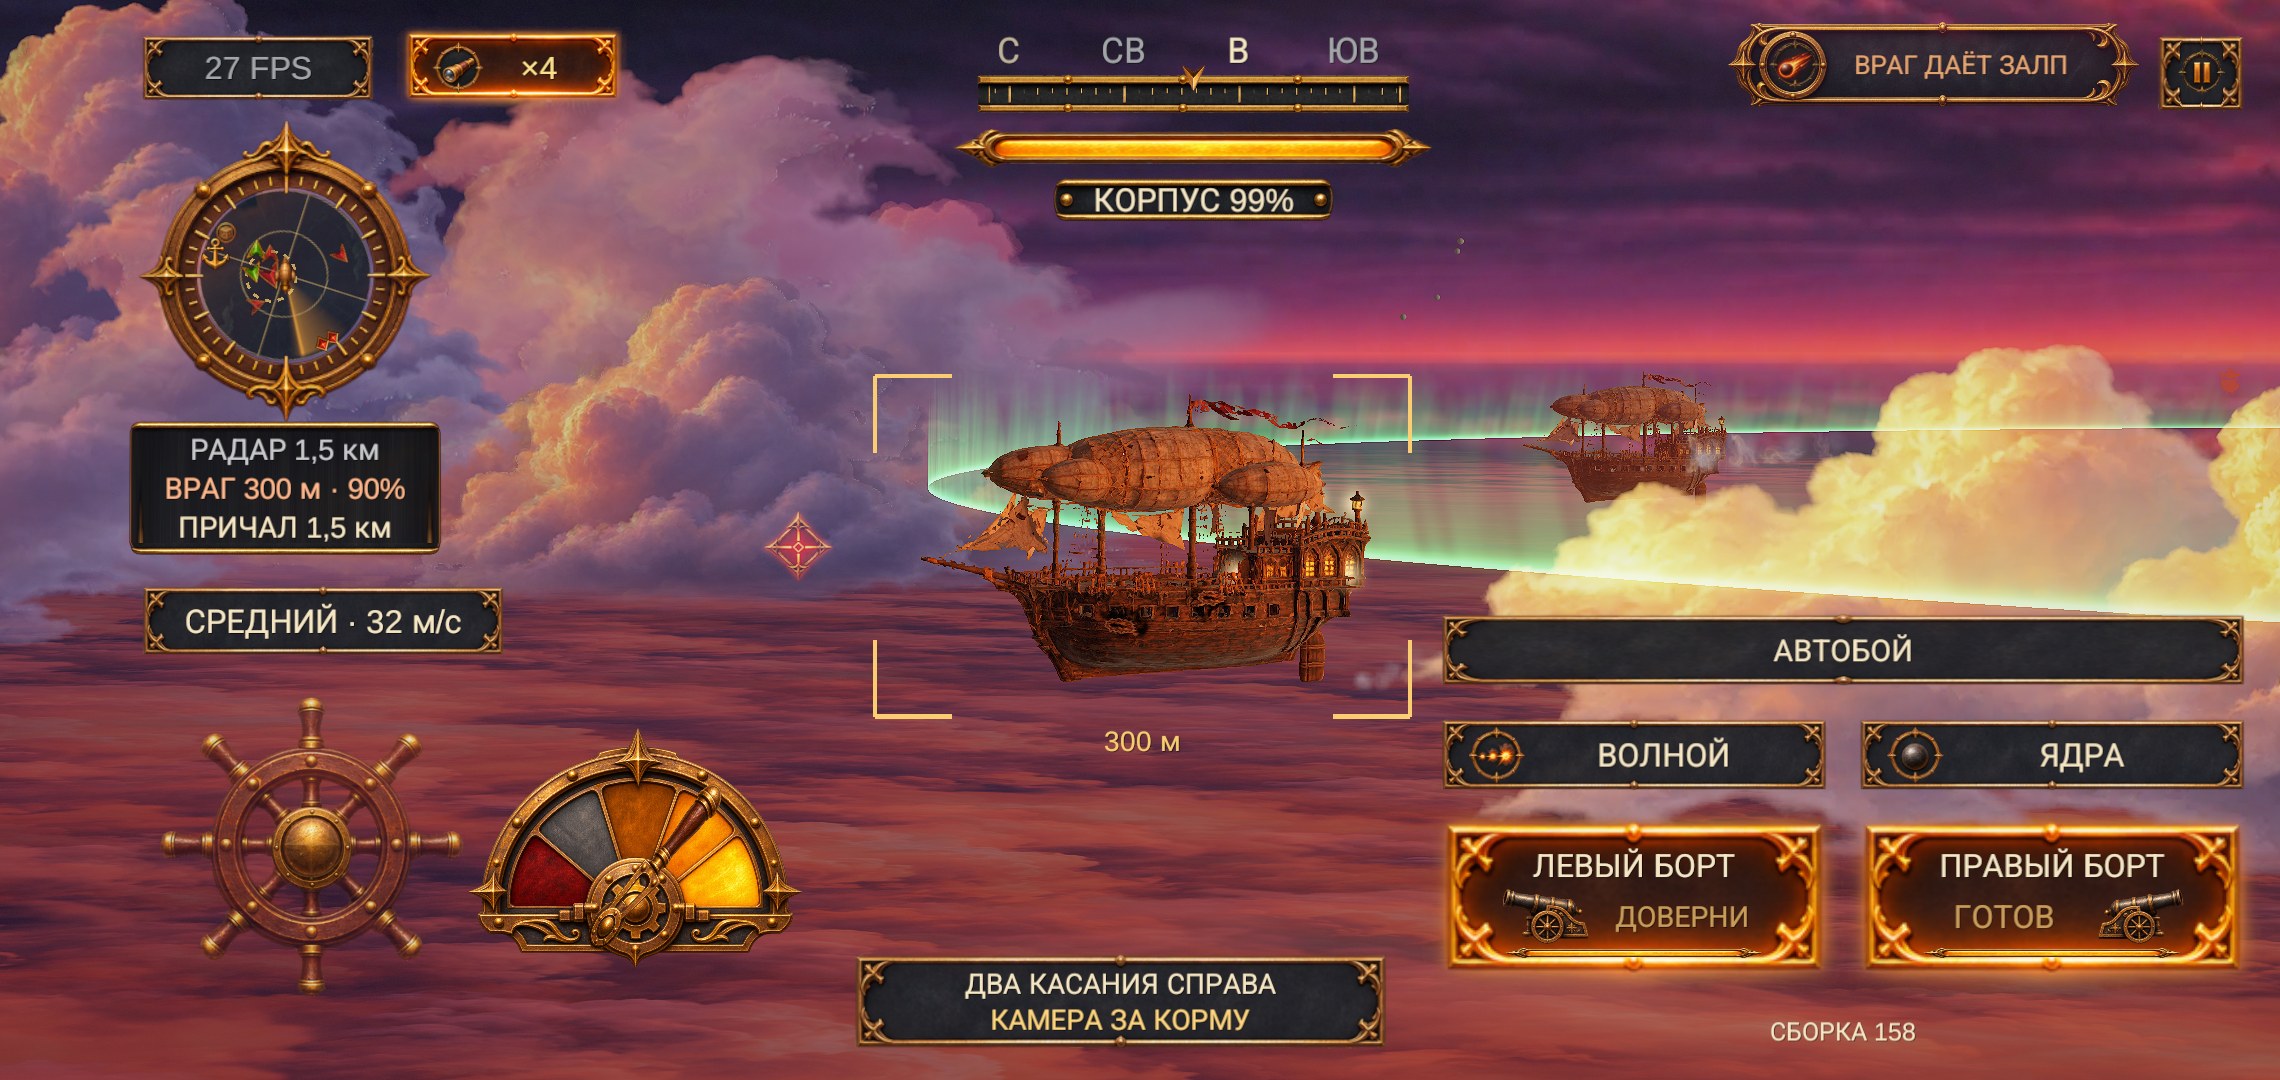 27 FPS
×4
С СВ В ЮВ
КОРПУС 99%
ВРАГ ДАЁТ ЗАЛП
РАДАР 1,5 км
ВРАГ 300 м · 90%
ПРИЧАЛ 1,5 км
СРЕДНИЙ · 32 м/с
300 м
АВТОБОЙ
ВОЛНОЙ
ЯДРА
ЛЕВЫЙ БОРТ
ДОВЕРНИ
ПРАВЫЙ БОРТ
ГОТОВ
ДВА КАСАНИЯ СПРАВА
КАМЕРА ЗА КОРМУ
СБОРКА 158